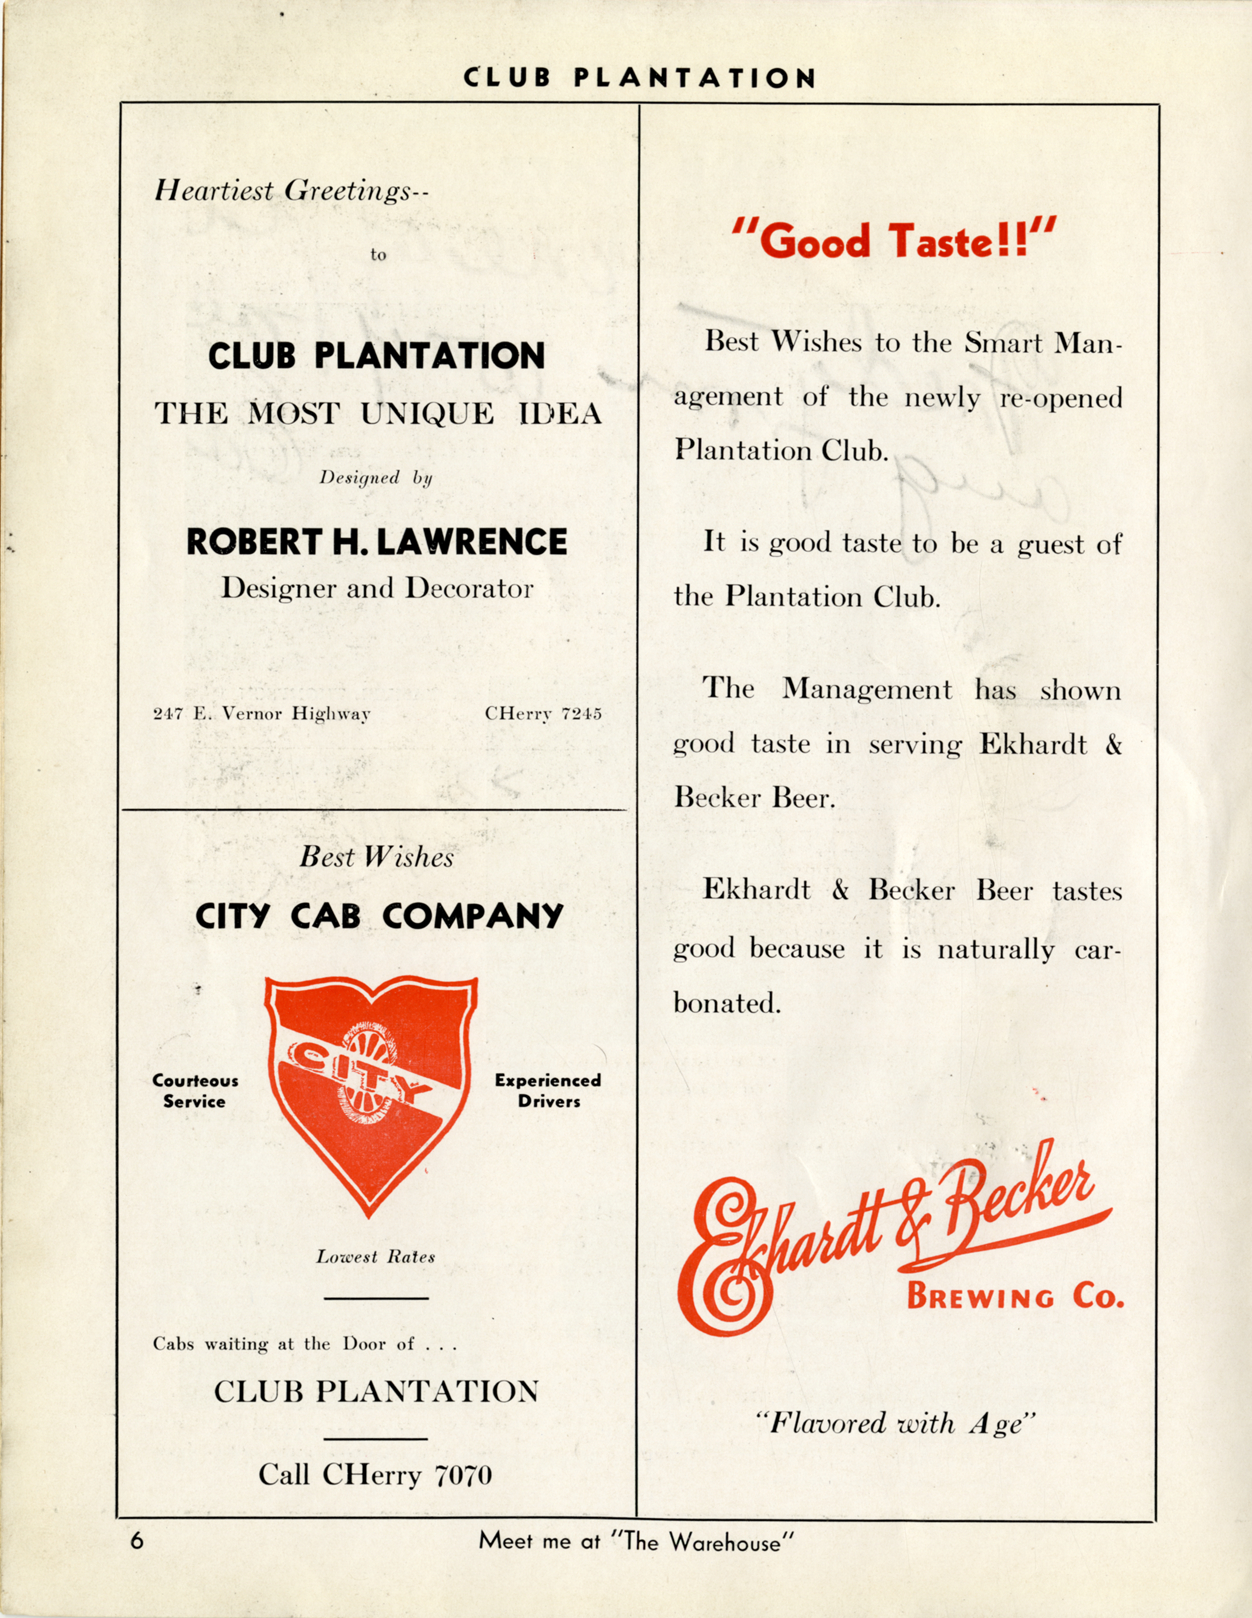 CLUB PLANTATION
Heartiest Greetings--
to
CLUB PLANTATION
THE MOST UNIQUE IDEA
Designed by
ROBERT H. LAWRENCE
Designer and Decorator
247 E. Vernor Highway CHerry 7245
Best Wishes
CITY CAB COMPANY
CITY
Courteous
Service
Experienced
Drivers
Lowest Rates
Cabs waiting at the Door of . . .
CLUB PLANTATION
Call CHerry 7070
"Good Taste!!"
Best Wishes to the Smart Man-
agement of the newly re-opened
Plantation Club.
It is good taste to be a guest of
the Plantation Club.
The Management has shown
good taste in serving Ekhardt &
Becker Beer.
Ekhardt & Becker Beer tastes
good because it is naturally car-
bonated.
Ekhardt & Becker
BREWING CO.
"Flavored with Age"
6
Meet me at "The Warehouse"